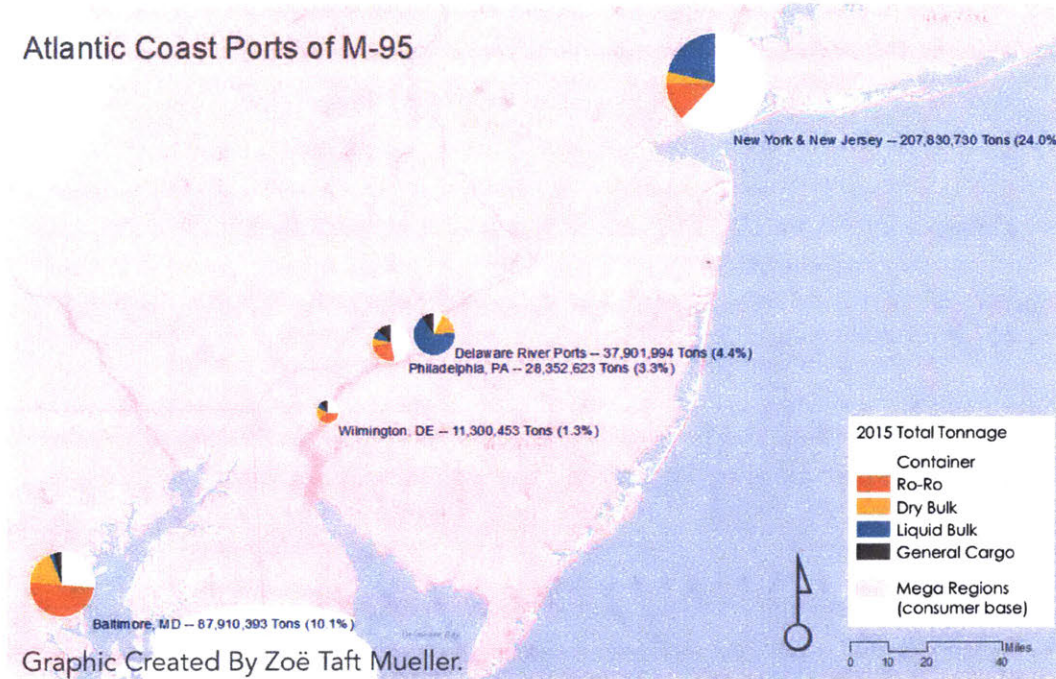 Atlantic Coast Ports of M-95
New York & New Jersey -- 207,830,730 Tons (24.0%
Delaware River Ports -- 37,901,994 Tons (4.4%)
Philadelphia, PA -- 28,352,623 Tons (3.3%)
Wilmington, DE -- 11,300,453 Tons (1.3%)
Baltimore, MD -- 87,910,393 Tons (10.1%)
2015 Total Tonnage
Container
Ro-Ro
Dry Bulk
Liquid Bulk
General Cargo
Mega Regions
(consumer base)
Miles
0 10 20 40
Delaware Bay
Graphic Created By Zoë Taft Mueller.